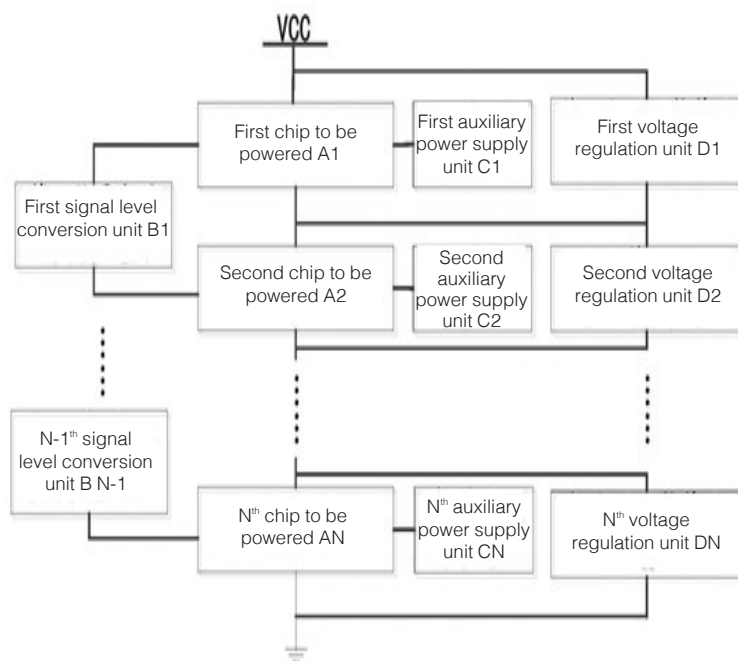 VCC
First chip to be
powered A1
First auxiliary
power supply
unit C1
First voltage
regulation unit D1
First signal level
conversion unit B1
Second chip to be
powered A2
Second
auxiliary
power supply
unit C2
Second voltage
regulation unit D2
N-1th signal
level conversion
unit B N-1
Nth chip to be
powered AN
Nth auxiliary
power supply
unit CN
Nth voltage
regulation unit DN